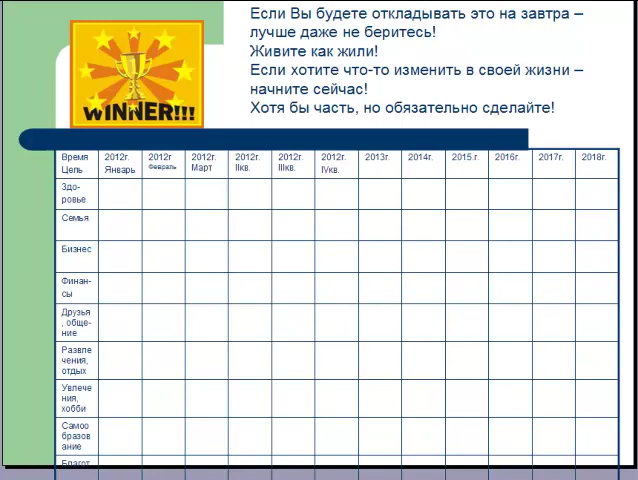 Если Вы будете откладывать это на завтра –
лучше даже не беритесь!
Живите как жили!
Если хотите что-то изменить в своей жизни –
начните сейчас!
Хотя бы часть, но обязательно сделайте!
WINNER!!!
Время Цель
2012г. Январь
2012г Февраль
2012г. Март
2012г. IIкв.
2012г. IIIкв.
2012г. IVкв.
2013г.
2014г.
2015.г.
2016г.
2017г.
2018г.
Здо-
ровье
Семья
Бизнес
Финан-
сы
Друзья
, обще-
ние
Развле
чения,
отдых
Увлече
ния,
хобби
Самоо
бразов
ание